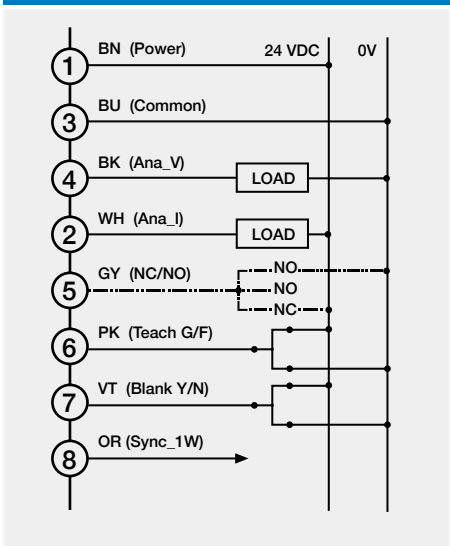 BN (Power) 24 VDC 0V
1
BU (Common)
3
BK (Ana_V)
4 LOAD
WH (Ana_I)
2 LOAD
GY (NC/NO) NO
5 NO
NC
PK (Teach G/F)
6
VT (Blank Y/N)
7
OR (Sync_1W)
8